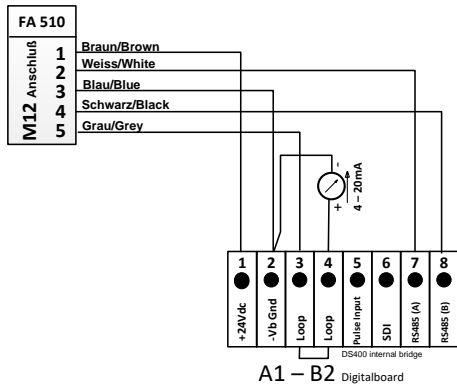 FA 510
M12 Anschluß
1 Braun/Brown
2 Weiss/White
3 Blau/Blue
4 Schwarz/Black
5 Grau/Grey
-
+
4 – 20mA
1 2 3 4 5 6 7 8
+24Vdc
-Vb Gnd
Loop
Loop
Pulse Input
SDI
RS485 (A)
RS485 (B)
DS400 internal bridge
A1 – B2 Digitalboard